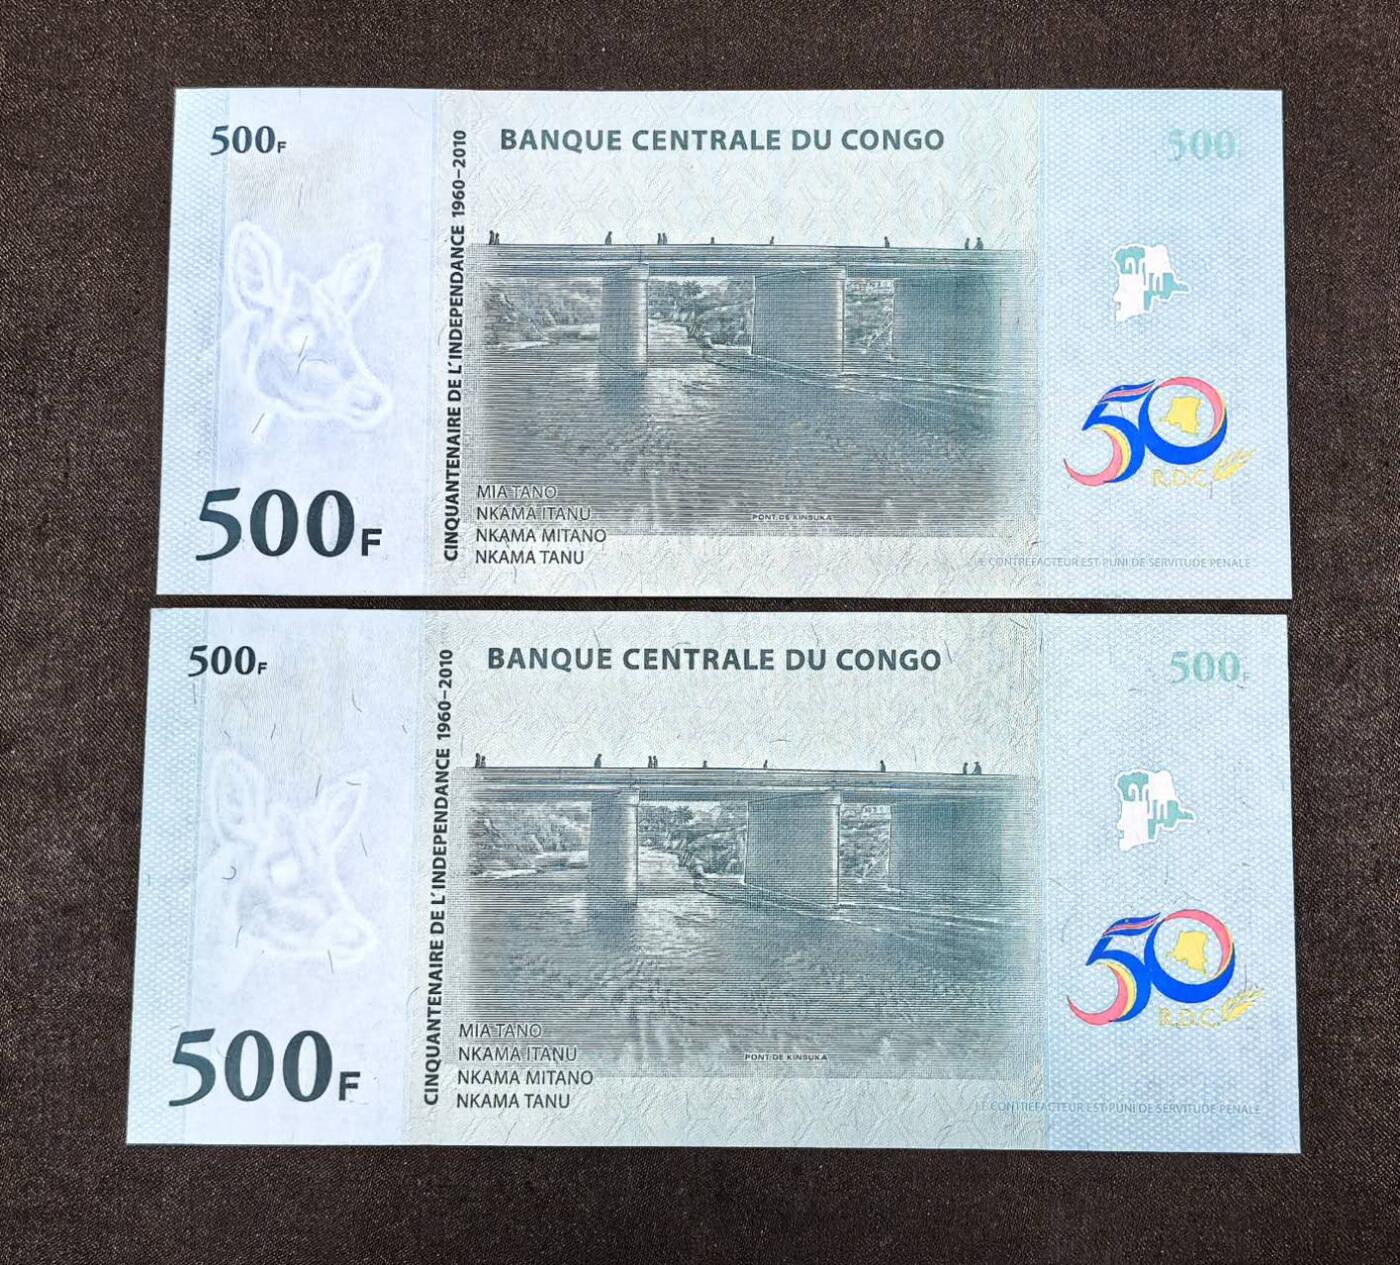 500F
BANQUE CENTRALE DU CONGO
500
CINQUANTENAIRE DE L'INDEPENDANCE 1960-2010
50
R.D.C
500F
MIA TANO
NKAMA ITANU
NKAMA MITANO
NKAMA TANU
PONT DE KINSUKA
LE CONTREFACTEUR EST PUNI DE SERVITUDE PENALE
500F
BANQUE CENTRALE DU CONGO
500F
CINQUANTENAIRE DE L'INDEPENDANCE 1960-2010
50
R.D.C
500F
MIA TANO
NKAMA ITANU
NKAMA MITANO
NKAMA TANU
PONT DE KINSUKA
LE CONTREFACTEUR EST PUNI DE SERVITUDE PENALE